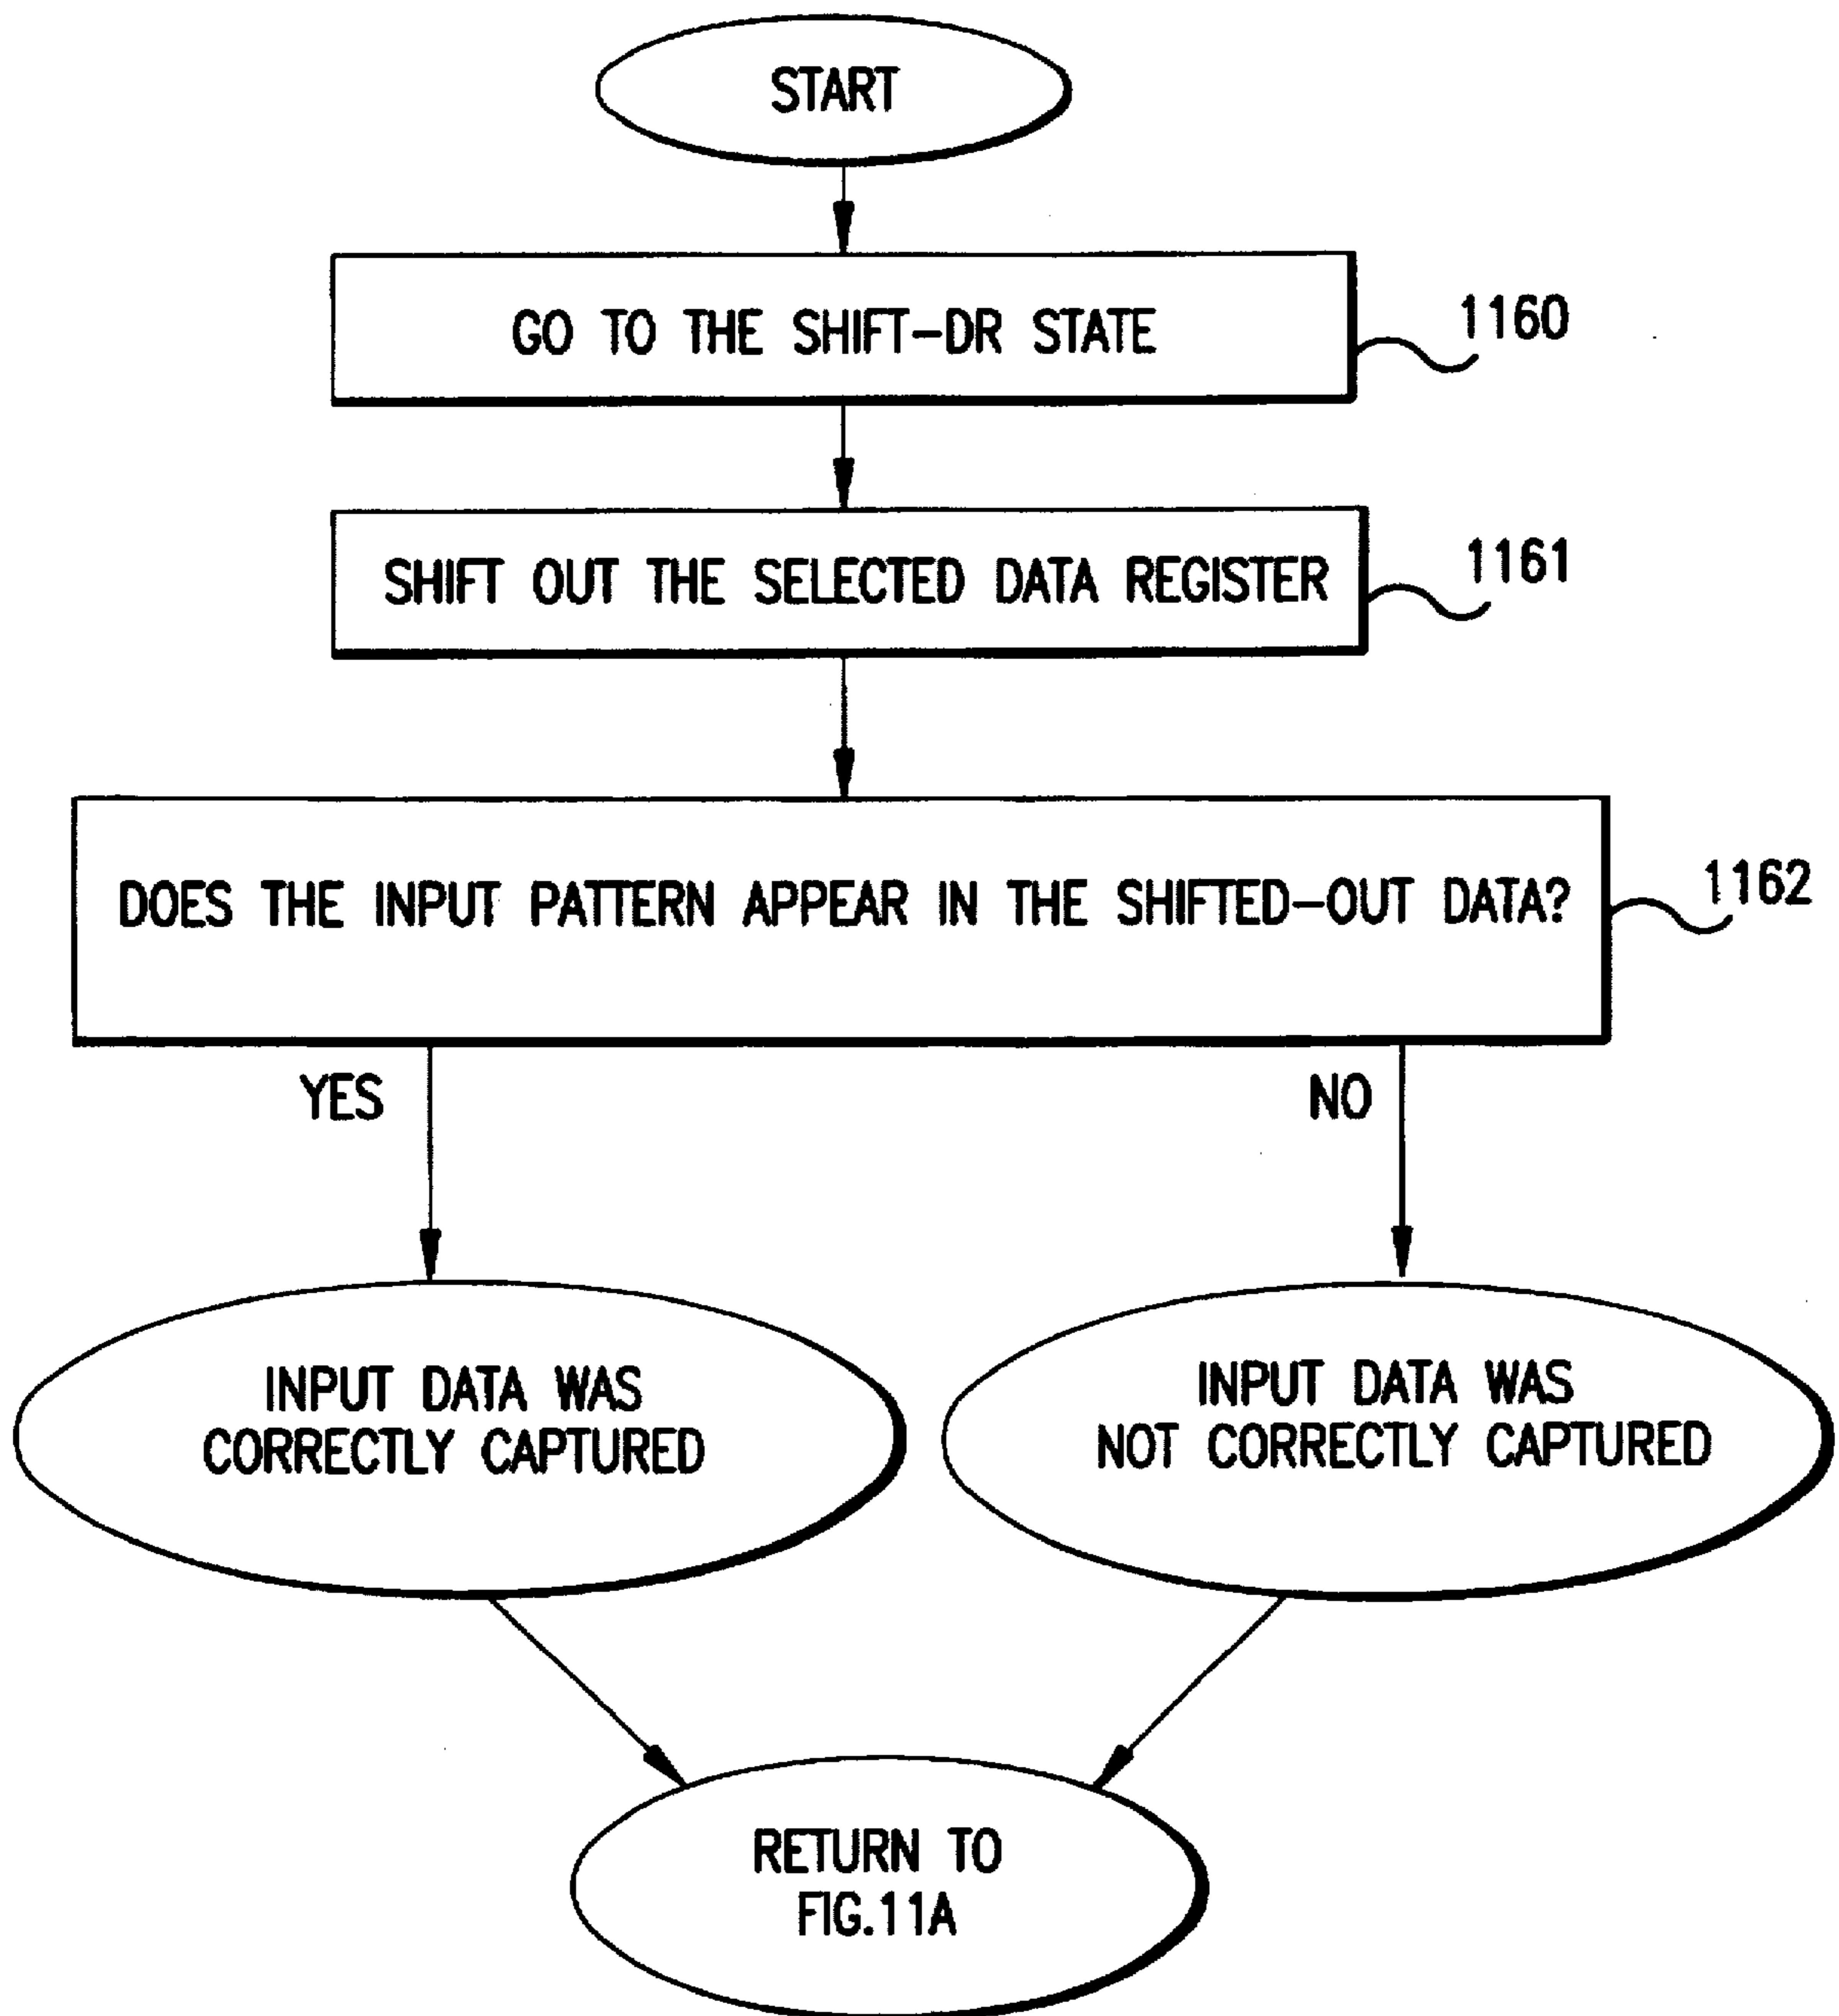 START
GO TO THE SHIFT-DR STATE
1160
SHIFT OUT THE SELECTED DATA REGISTER
1161
DOES THE INPUT PATTERN APPEAR IN THE SHIFTED-OUT DATA?
1162
YES
NO
INPUT DATA WAS
CORRECTLY CAPTURED
INPUT DATA WAS
NOT CORRECTLY CAPTURED
RETURN TO
FIG.11A